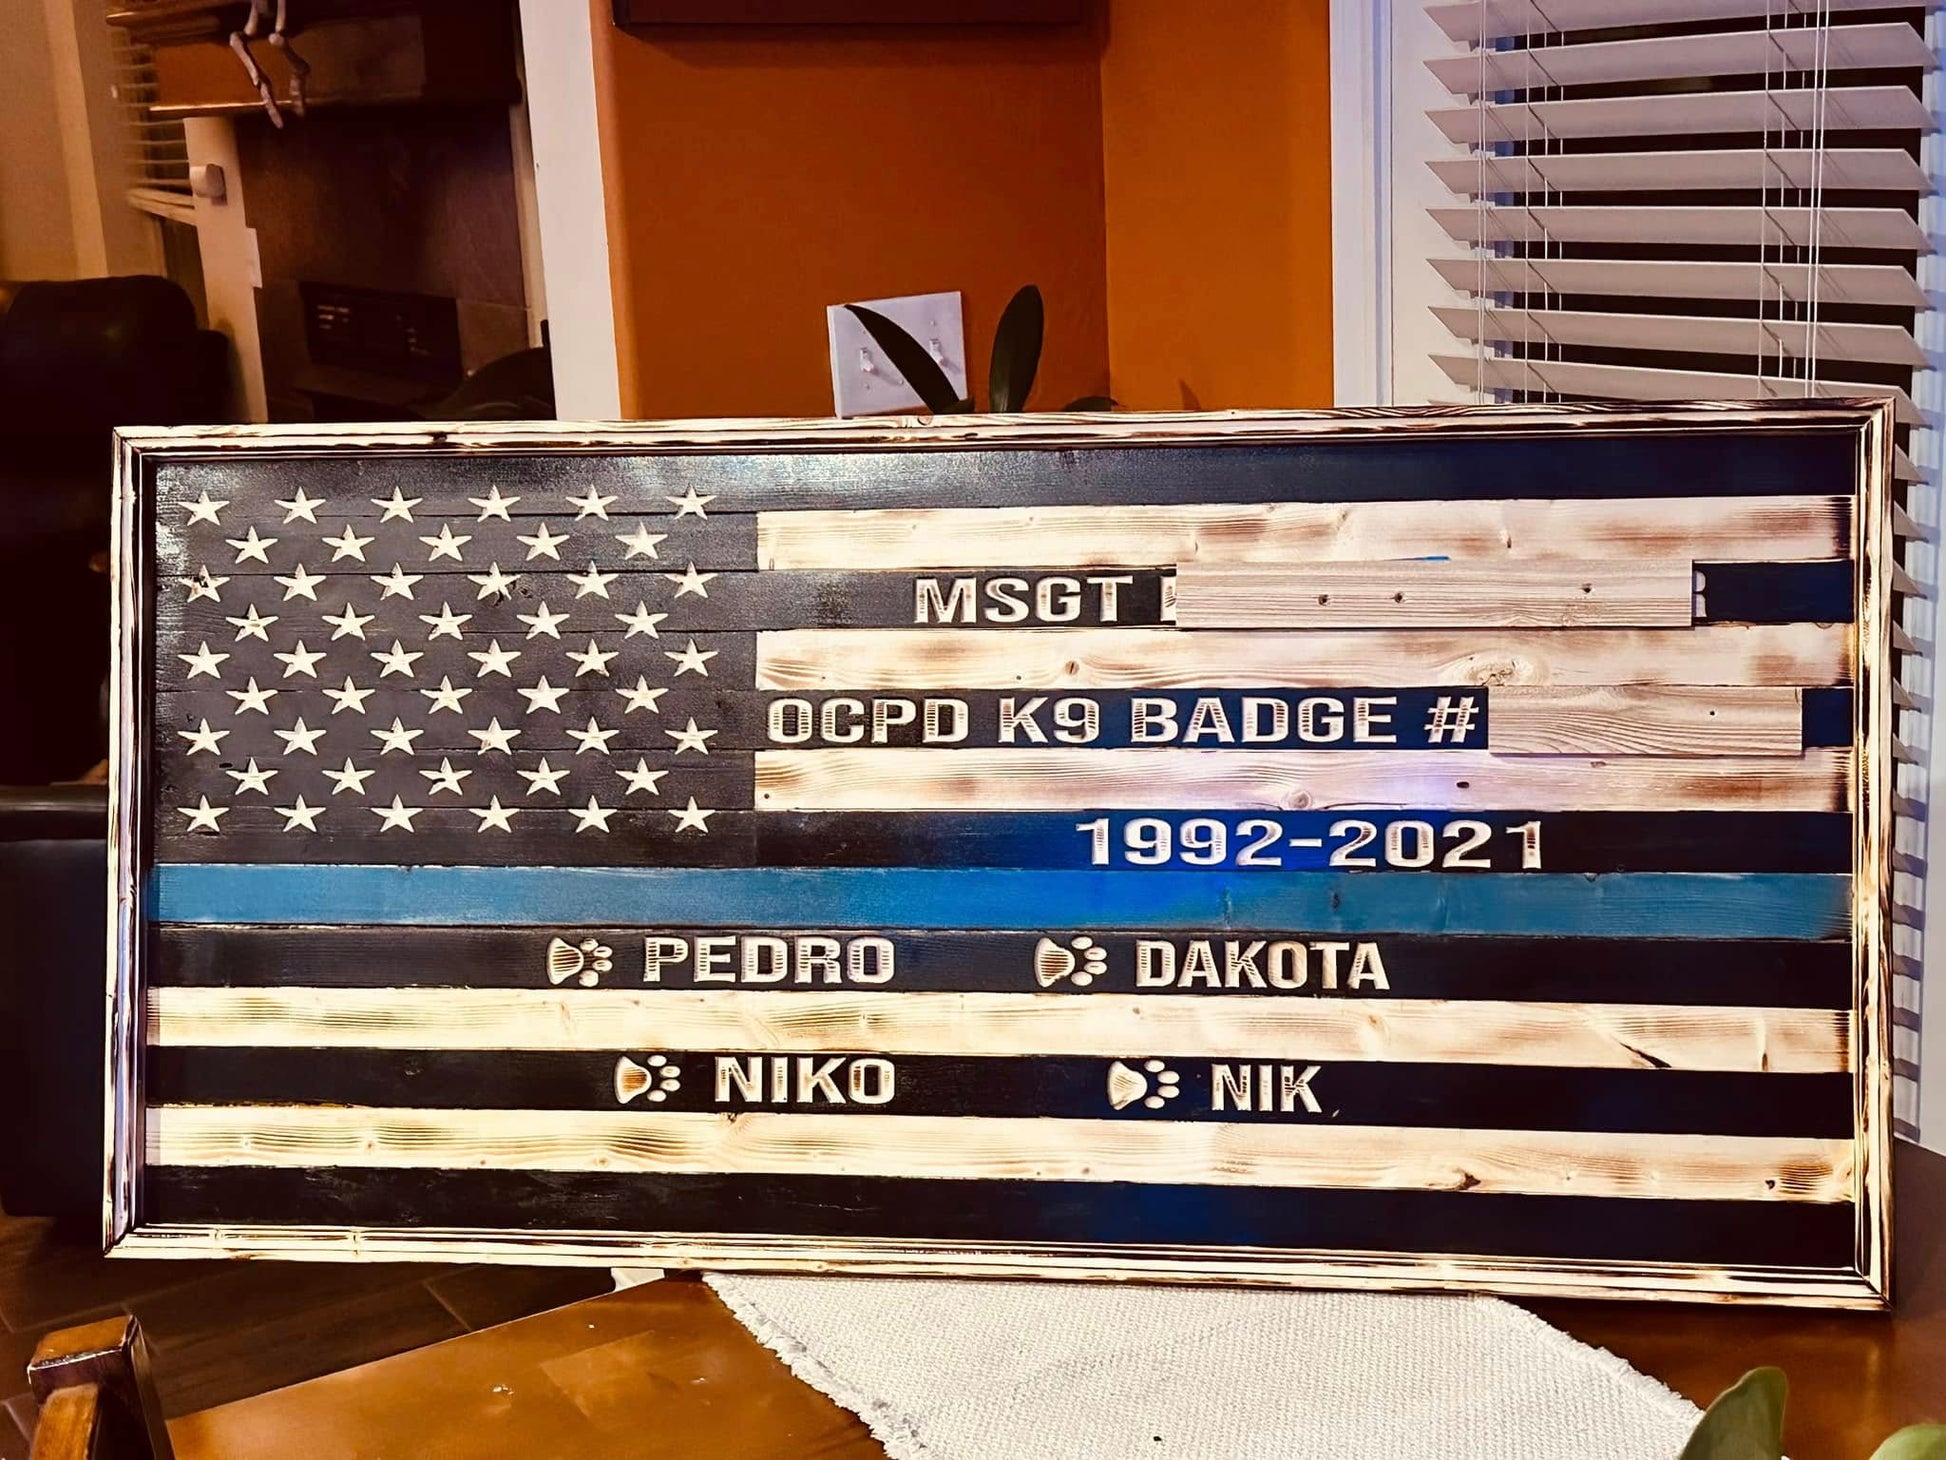 MSGT
OCPD K9 BADGE #
1992-2021
PEDRO DAKOTA
NIKO NIK